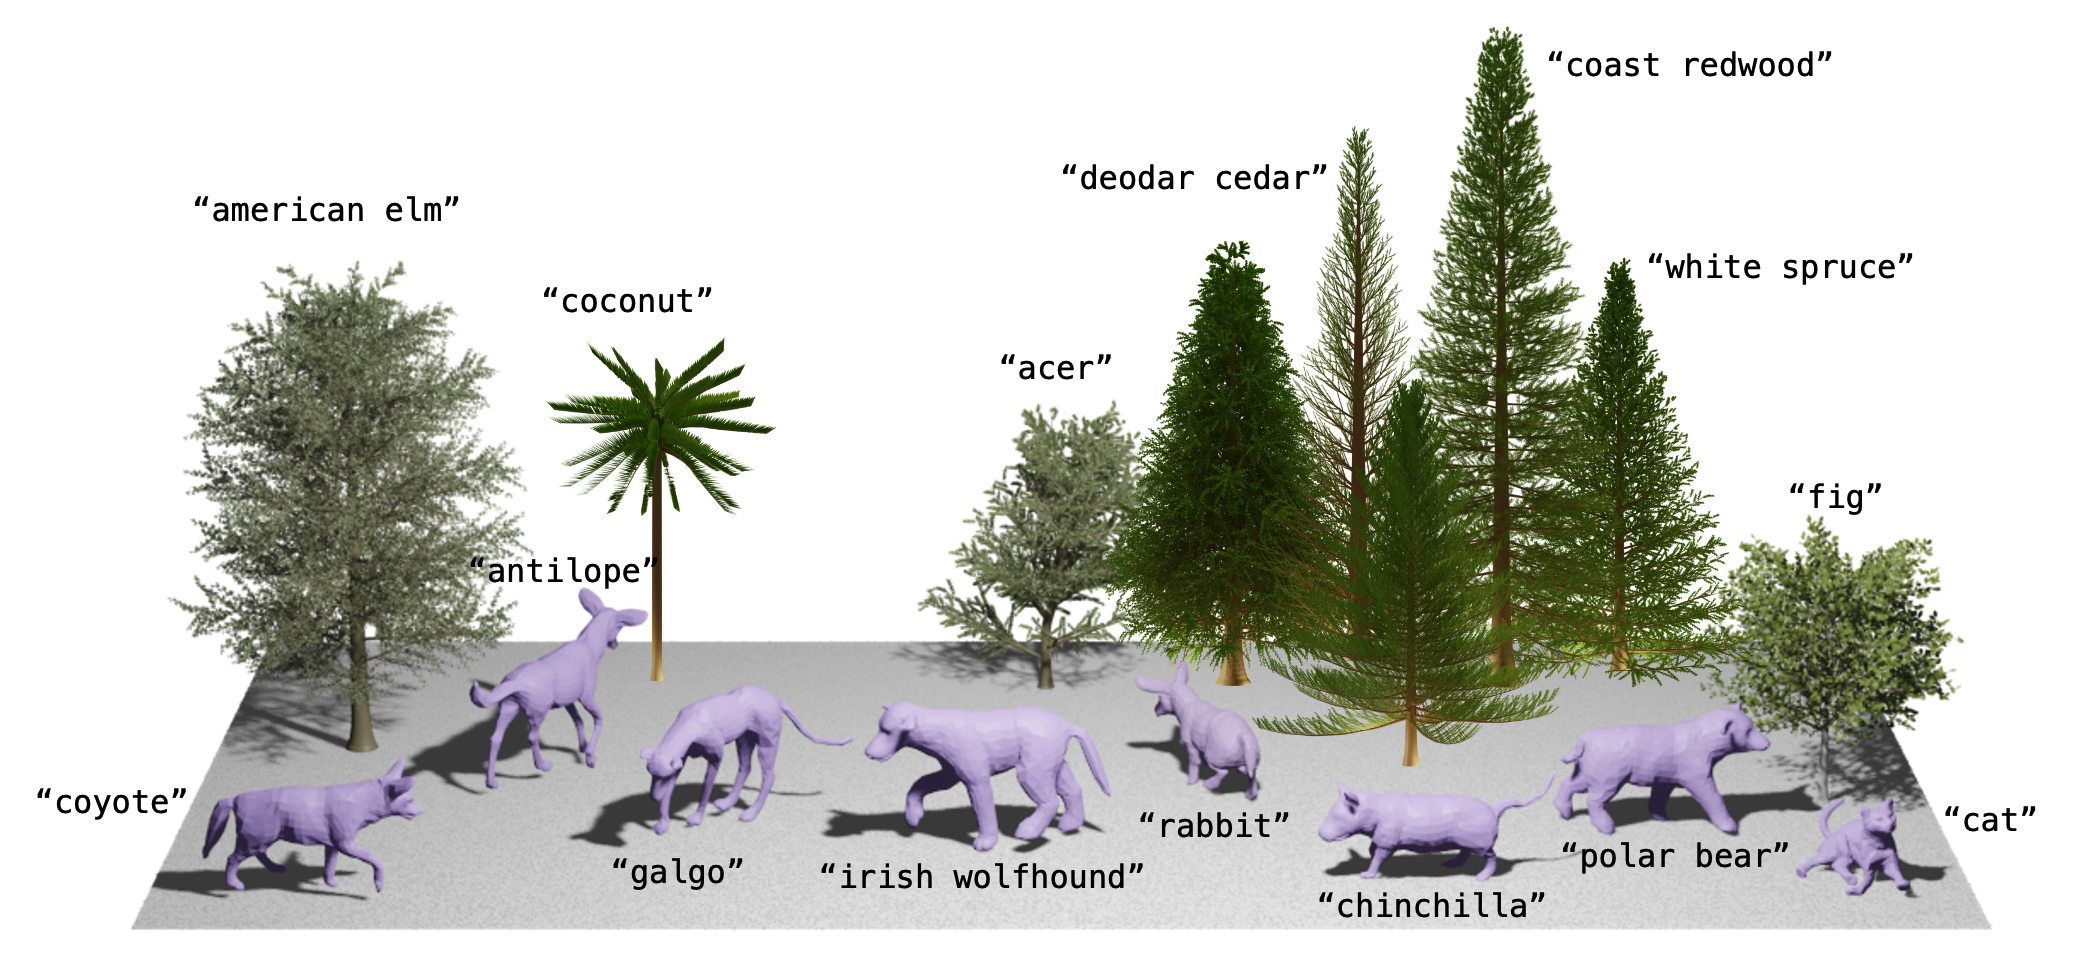 “coast redwood”
“deodar cedar”
“american elm”
“white spruce”
“coconut”
“acer”
“fig”
“antilope”
“coyote”
“cat”
“rabbit”
“polar bear”
“galgo”
“irish wolfhound”
“chinchilla”